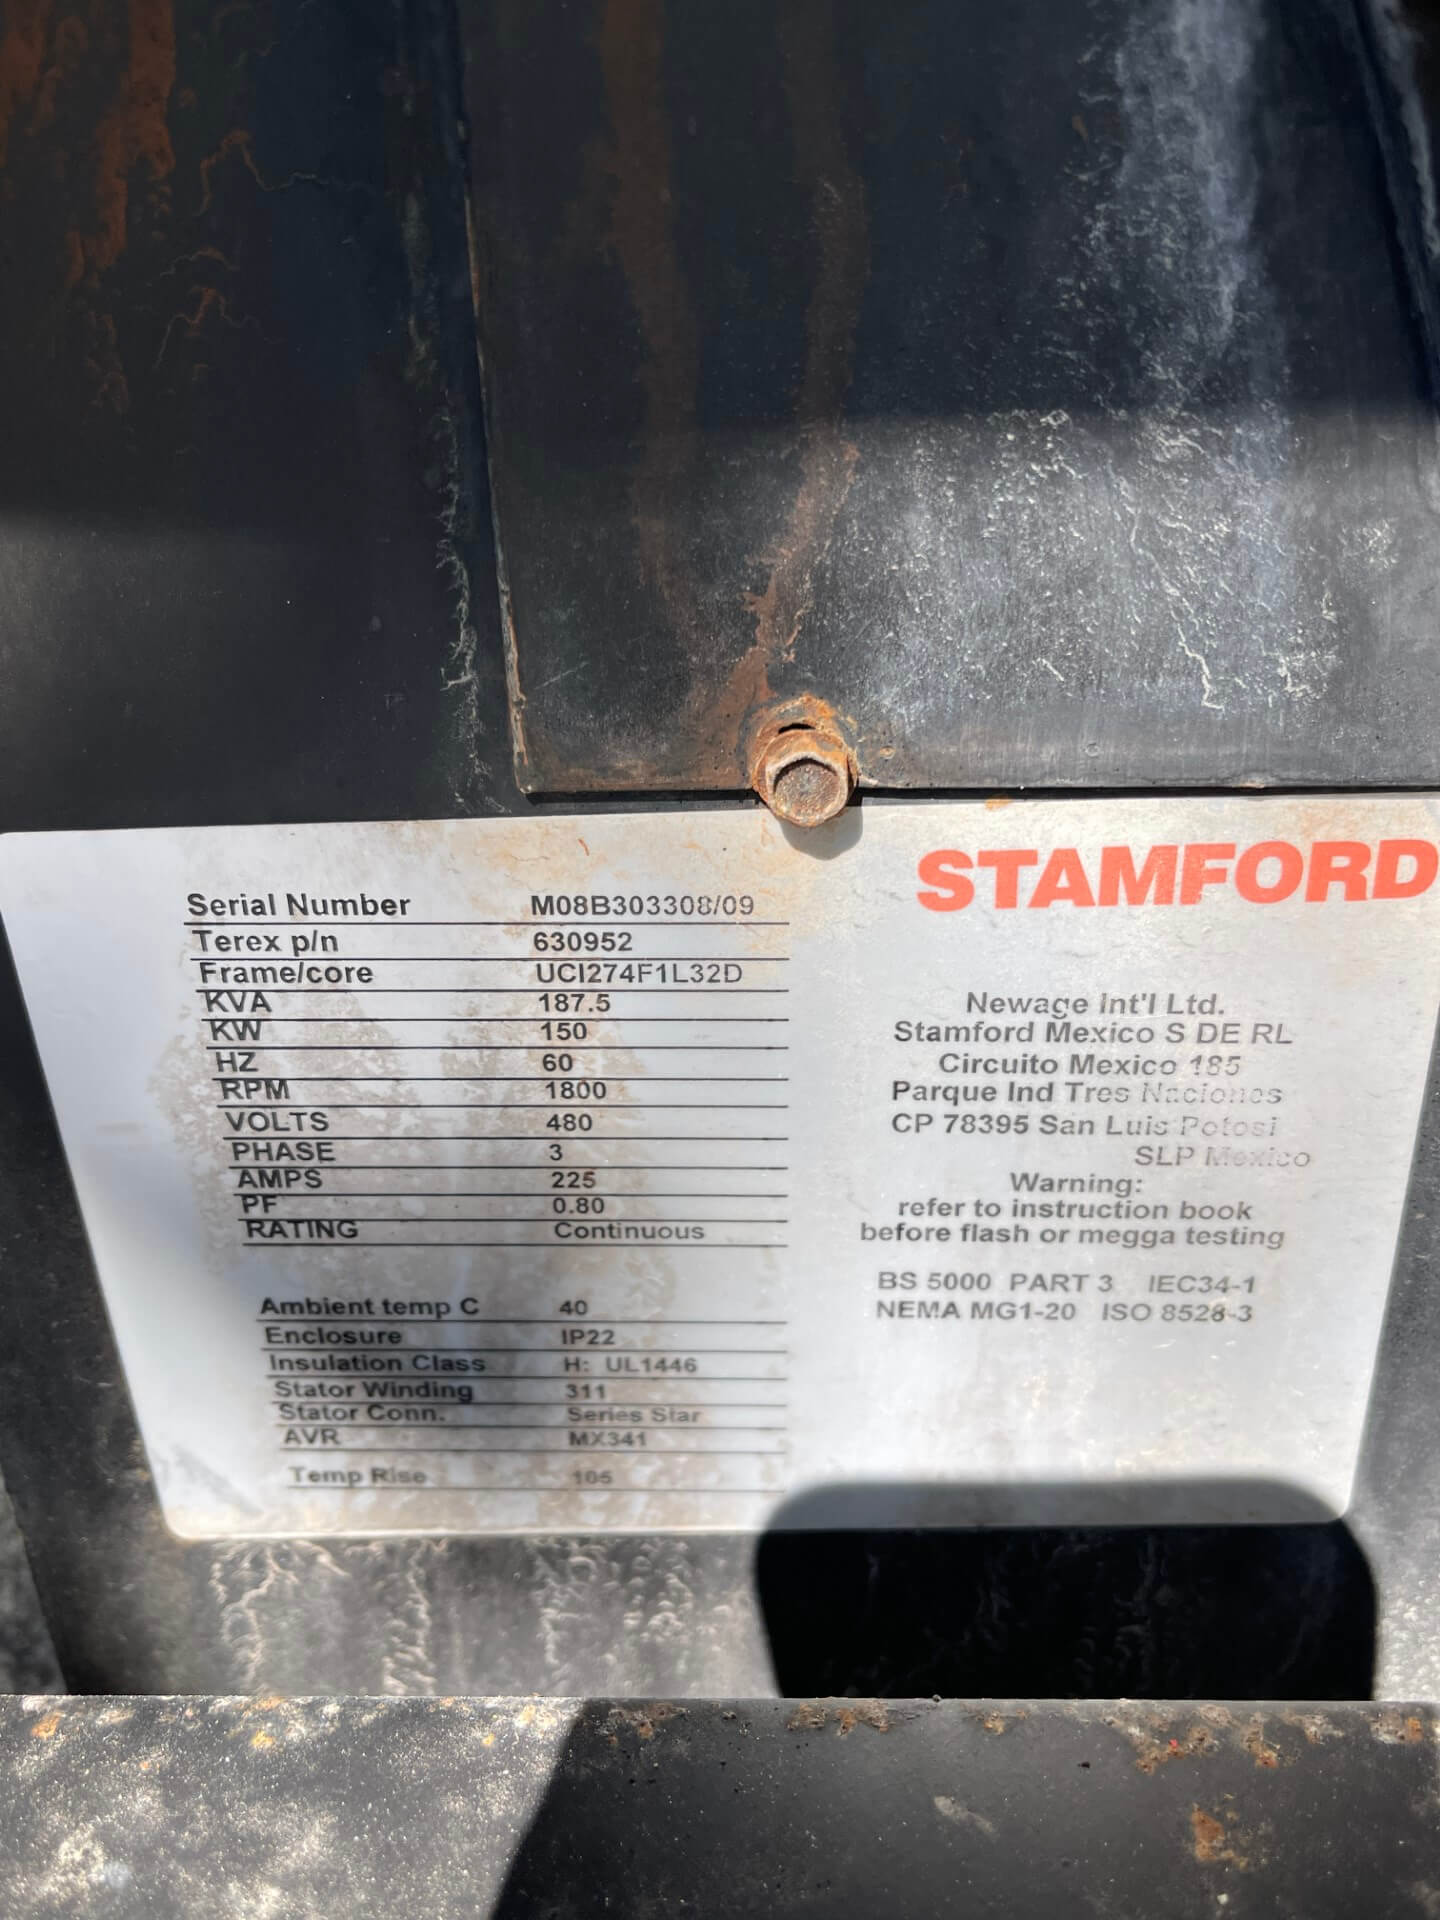 STAMFORD
Serial Number M08B303308/09
Terex p/n 630952
Frame/core UCI274F1L32D
KVA 187.5
KW 150
HZ 60
RPM 1800
VOLTS 480
PHASE 3
AMPS 225
PF 0.80
RATING Continuous
Ambient temp C 40
Enclosure IP22
Insulation Class H: UL1446
Stator Winding 311
Stator Conn. Series Star
AVR MX341
Temp Rise 105
Newage Int'l Ltd.
Stamford Mexico S DE RL
Circuito Mexico 185
Parque Ind Tres Naciones
CP 78395 San Luis Potosi
SLP Mexico
Warning:
refer to instruction book
before flash or megga testing
BS 5000 PART 3 IEC34-1
NEMA MG1-20 ISO 8528-3